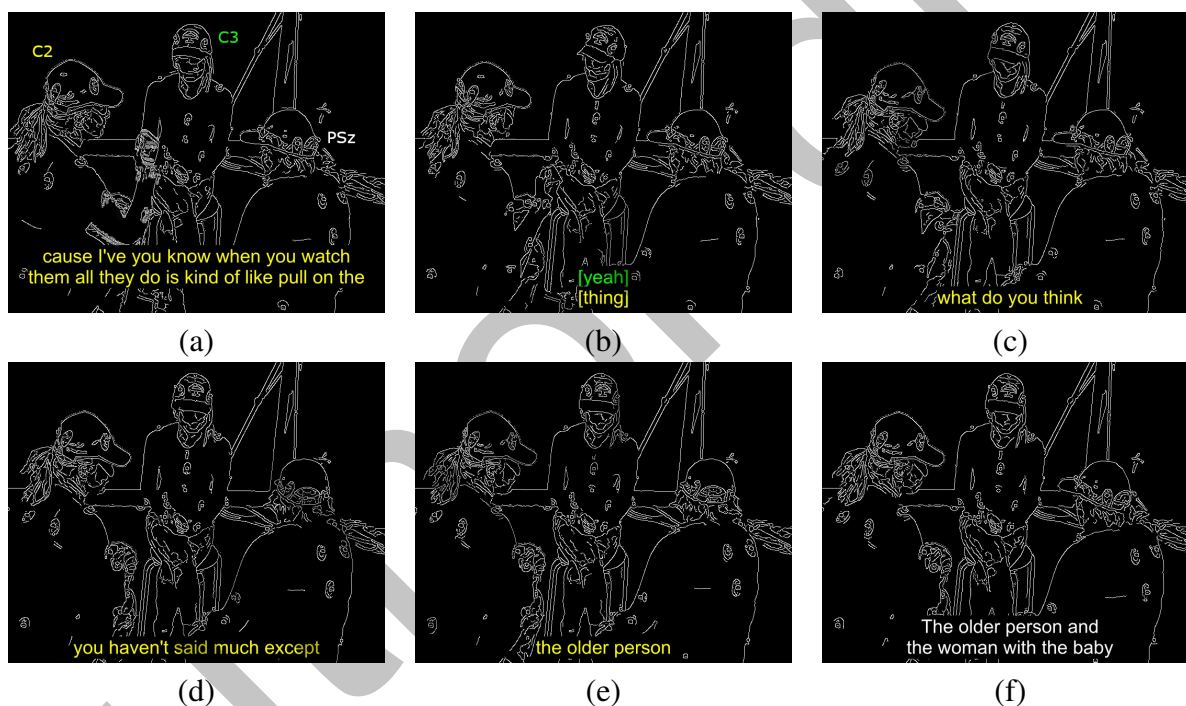 C2
C3
PSz
cause I've you know when you watch
them all they do is kind of like pull on the
(a)
[yeah]
[thing]
(b)
what do you think
(c)
you haven't said much except
(d)
the older person
(e)
The older person and
the woman with the baby
(f)